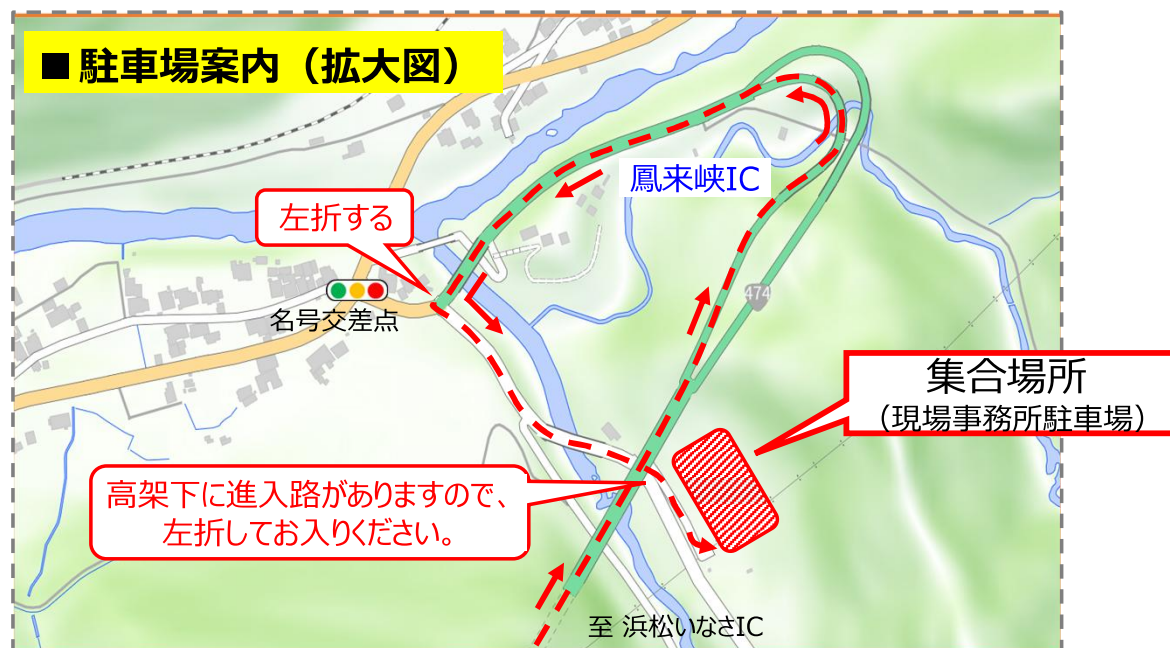 ■駐車場案内（拡大図）
鳳来峡IC
左折する
474
名号交差点
集合場所
（現場事務所駐車場）
高架下に進入路がありますので、
左折してお入りください。
至 浜松いなさIC